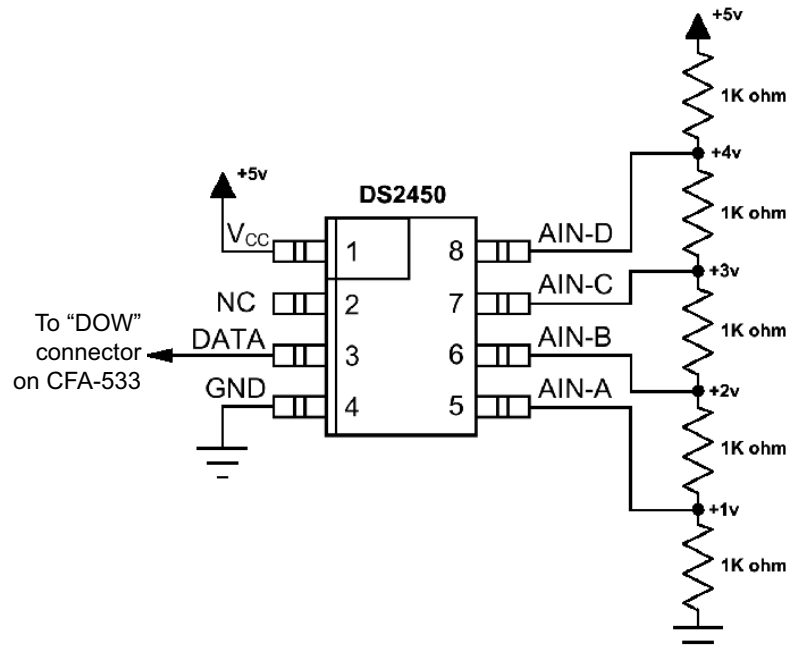 +5v
1K ohm
+4v
1K ohm
+3v
1K ohm
+2v
1K ohm
+1v
1K ohm
DS2450
+5v
VCC
NC
DATA
GND
1
2
3
4
8
7
6
5
AIN-D
AIN-C
AIN-B
AIN-A
To “DOW”
connector
on CFA-533